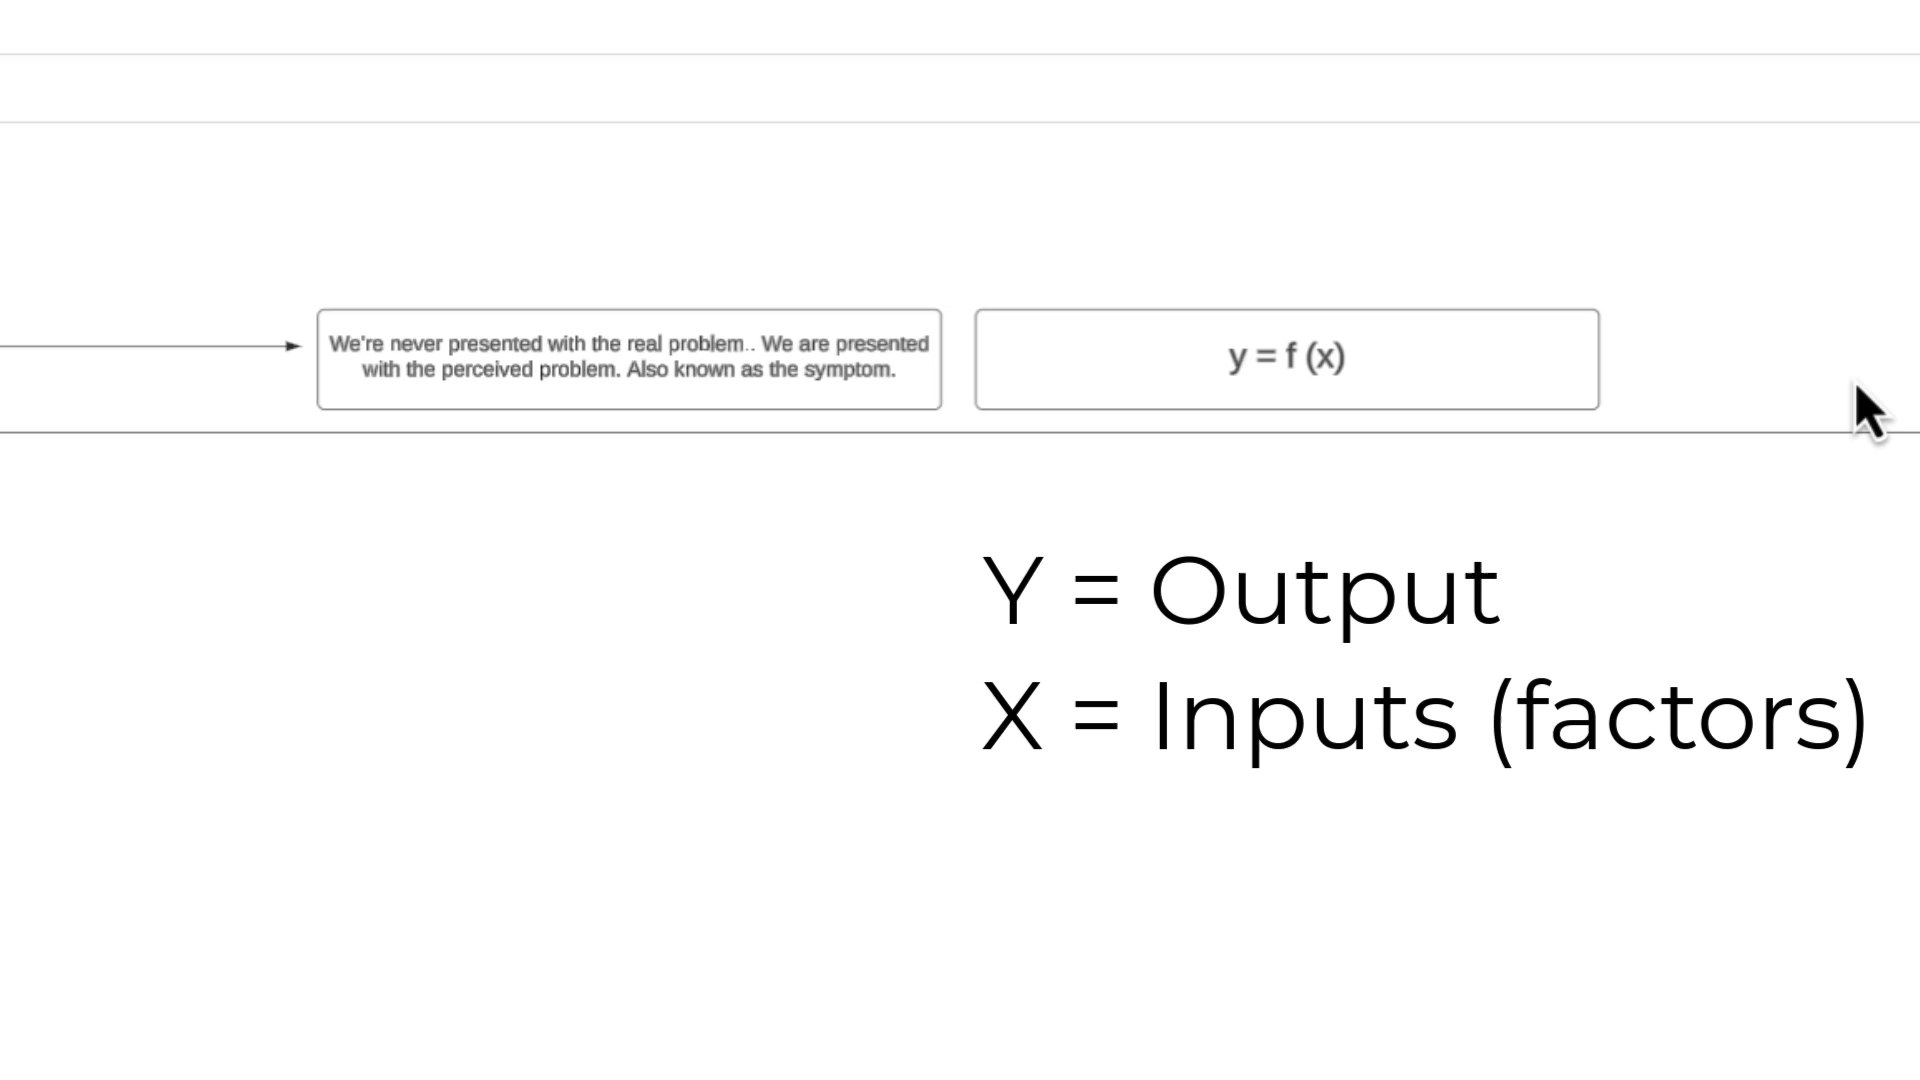 We're never presented with the real problem.. We are presented
with the perceived problem. Also known as the symptom.
y = f (x)
Y = Output
X = Inputs (factors)